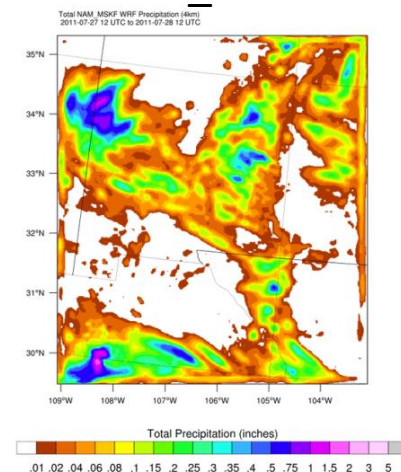 Total NAM_MSKF WRF Precipitation (4km)
2011-07-27 12 UTC to 2011-07-28 12 UTC
35°N
34°N
33°N
32°N
31°N
30°N
109°W 108°W 107°W 106°W 105°W 104°W
Total Precipitation (inches)
.01 .02 .04 .06 .08 .1 .15 .2 .25 .3 .35 .4 .5 .75 1 1.5 2 3 5